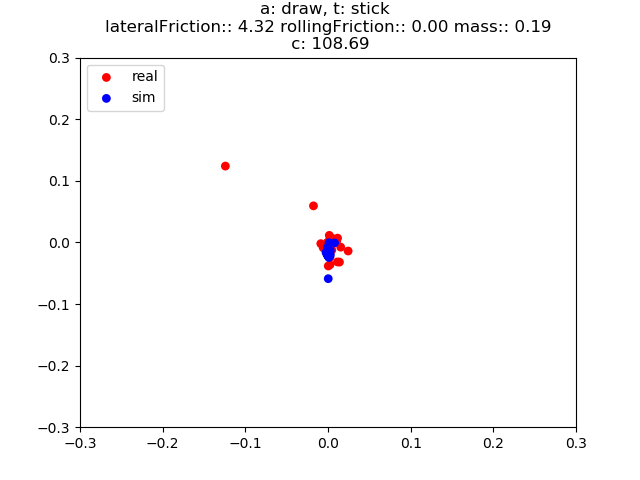 a: draw, t: stick
lateralFriction:: 4.32 rollingFriction:: 0.00 mass:: 0.19
c: 108.69
real
sim
0.3
0.2
0.1
0.0
−0.1
−0.2
−0.3
−0.3 −0.2 −0.1 0.0 0.1 0.2 0.3